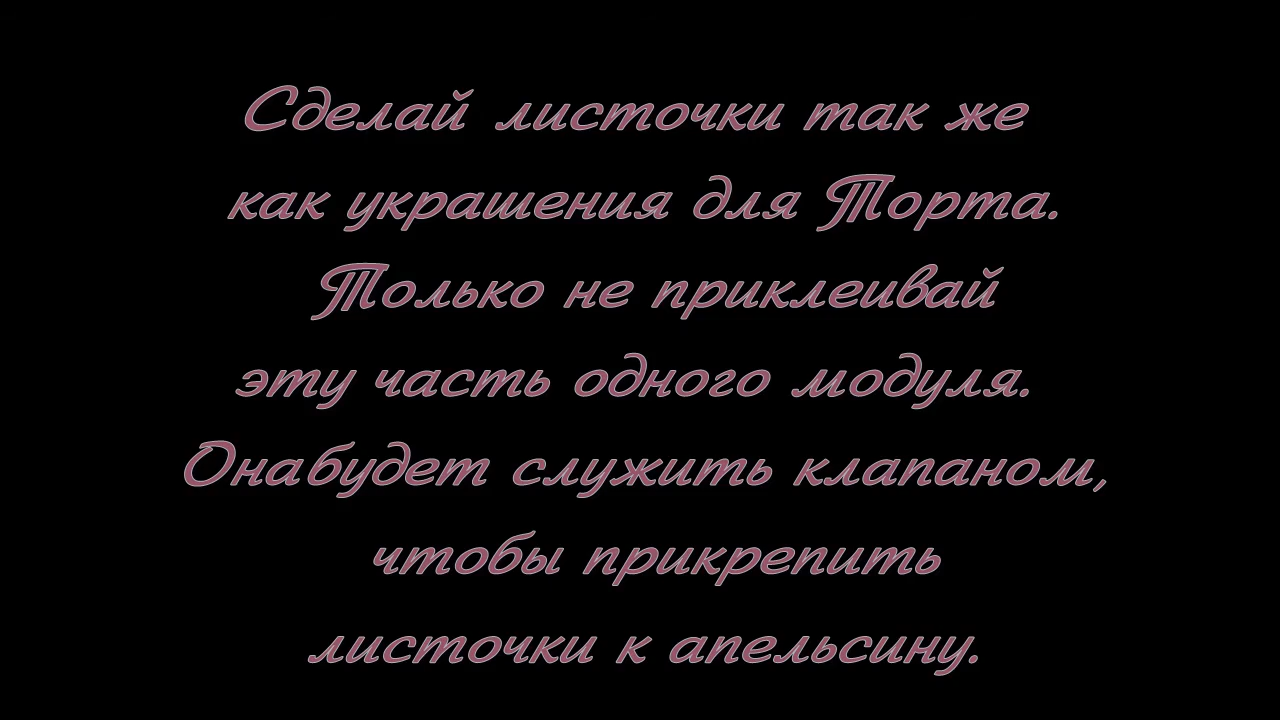 Сделай листочки так же
как украшения для Торта.
Только не приклеивай
эту часть одного модуля.
Онабудет служить клапаном,
чтобы прикрепить
листочки к апельсину.